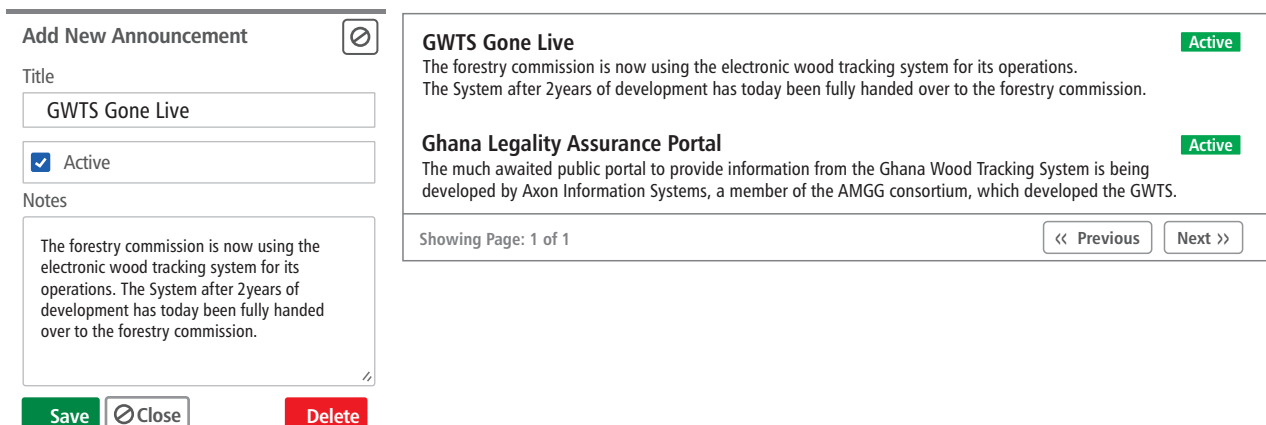 Add New Announcement
Title
GWTS Gone Live
Active
Notes
The forestry commission is now using the
electronic wood tracking system for its
operations. The System after 2years of
development has today been fully handed
over to the forestry commission.
Save
Close
Delete
GWTS Gone Live
Active
The forestry commission is now using the electronic wood tracking system for its operations.
The System after 2years of development has today been fully handed over to the forestry commission.
Ghana Legality Assurance Portal
Active
The much awaited public portal to provide information from the Ghana Wood Tracking System is being
developed by Axon Information Systems, a member of the AMGG consortium, which developed the GWTS.
Showing Page: 1 of 1
‹‹ Previous
Next ››